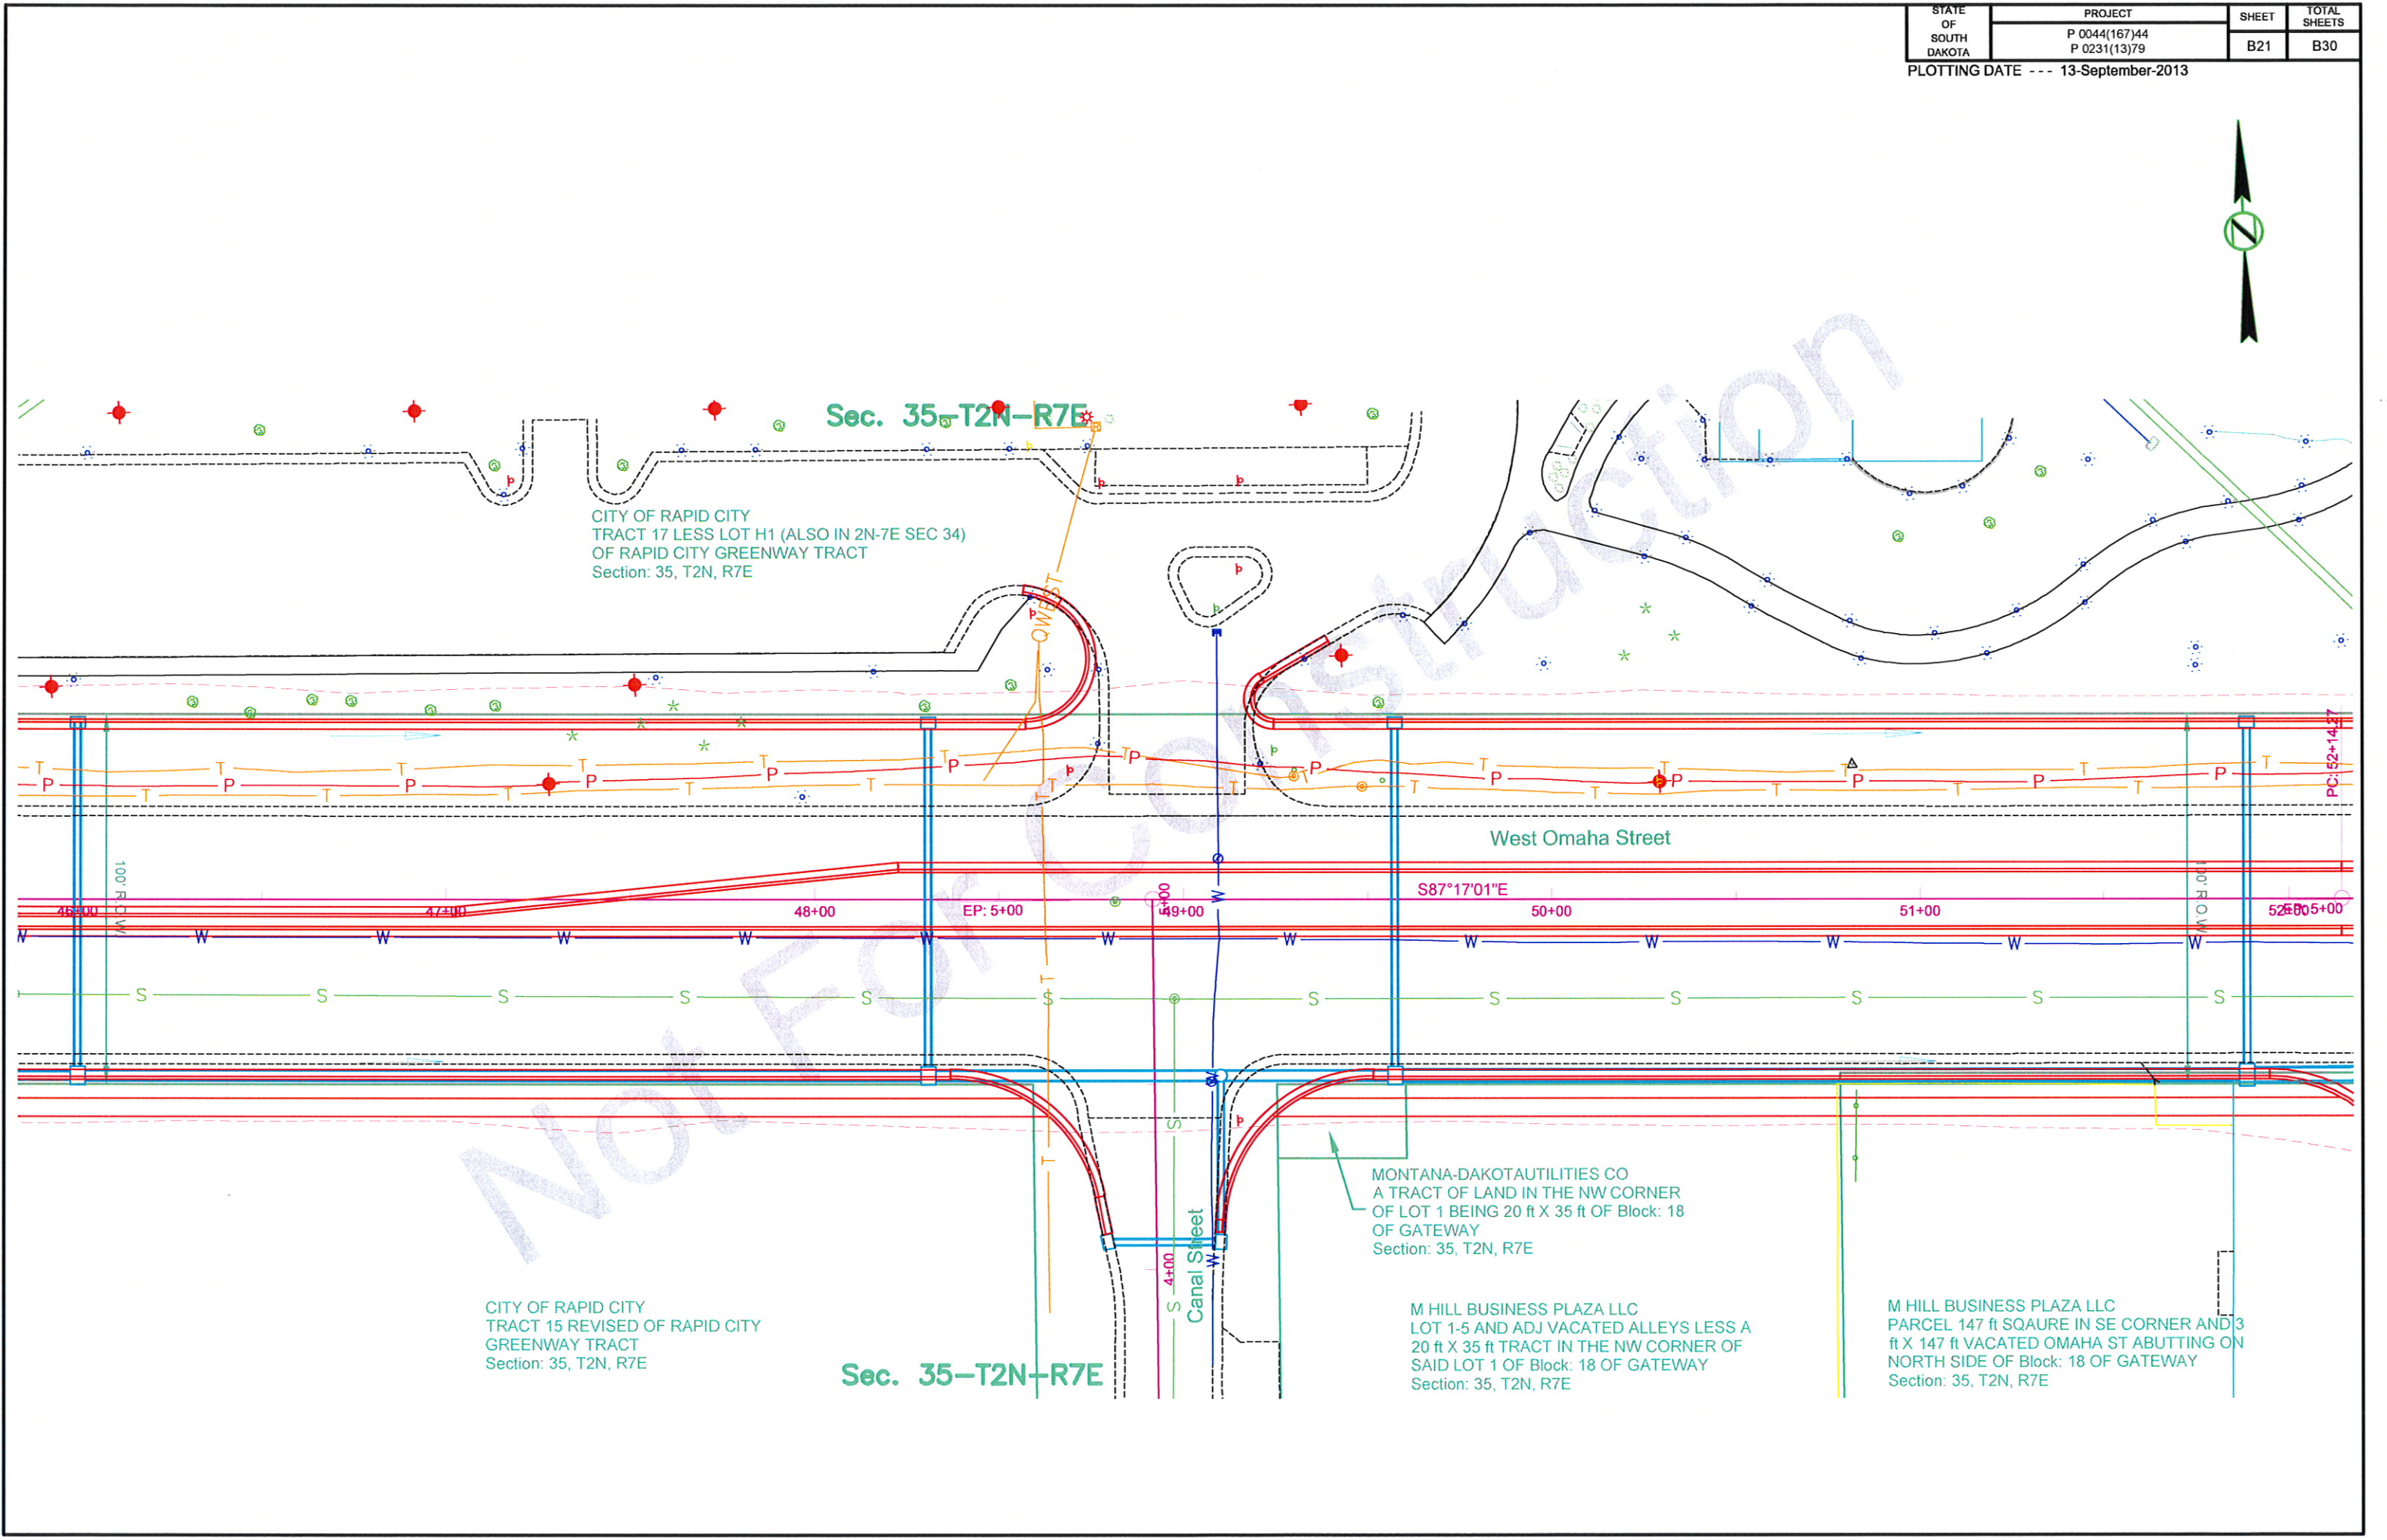 STATE
OF
SOUTH
DAKOTA
PROJECT
P 0044(167)44
P 0231(13)79
SHEET
B21
TOTAL
SHEETS
B30
PLOTTING DATE --- 13-September-2013
N
Sec. 35-T2N-R7E
CITY OF RAPID CITY
TRACT 17 LESS LOT H1 (ALSO IN 2N-7E SEC 34)
OF RAPID CITY GREENWAY TRACT
Section: 35, T2N, R7E
QWEST
Not For Construction
T T T T T T T T T T T T
P P P P P P P P P P P P P
T T T T T T T T T T T
PC: 52+14.27
West Omaha Street
100' R.O.W.
100' R.O.W.
S87°17'01"E
46+00
47+00
48+00
EP: 5+00
5+00
49+00
50+00
51+00
52+00
EP: 5+00
W W W W W W W W W W W W W
S S S S S S S S S S S S
4+00
Canal Street
MONTANA-DAKOTAUTILITIES CO
A TRACT OF LAND IN THE NW CORNER
OF LOT 1 BEING 20 ft X 35 ft OF Block: 18
OF GATEWAY
Section: 35, T2N, R7E
CITY OF RAPID CITY
TRACT 15 REVISED OF RAPID CITY
GREENWAY TRACT
Section: 35, T2N, R7E
Sec. 35-T2N-R7E
M HILL BUSINESS PLAZA LLC
LOT 1-5 AND ADJ VACATED ALLEYS LESS A
20 ft X 35 ft TRACT IN THE NW CORNER OF
SAID LOT 1 OF Block: 18 OF GATEWAY
Section: 35, T2N, R7E
M HILL BUSINESS PLAZA LLC
PARCEL 147 ft SQAURE IN SE CORNER AND 3
ft X 147 ft VACATED OMAHA ST ABUTTING ON
NORTH SIDE OF Block: 18 OF GATEWAY
Section: 35, T2N, R7E